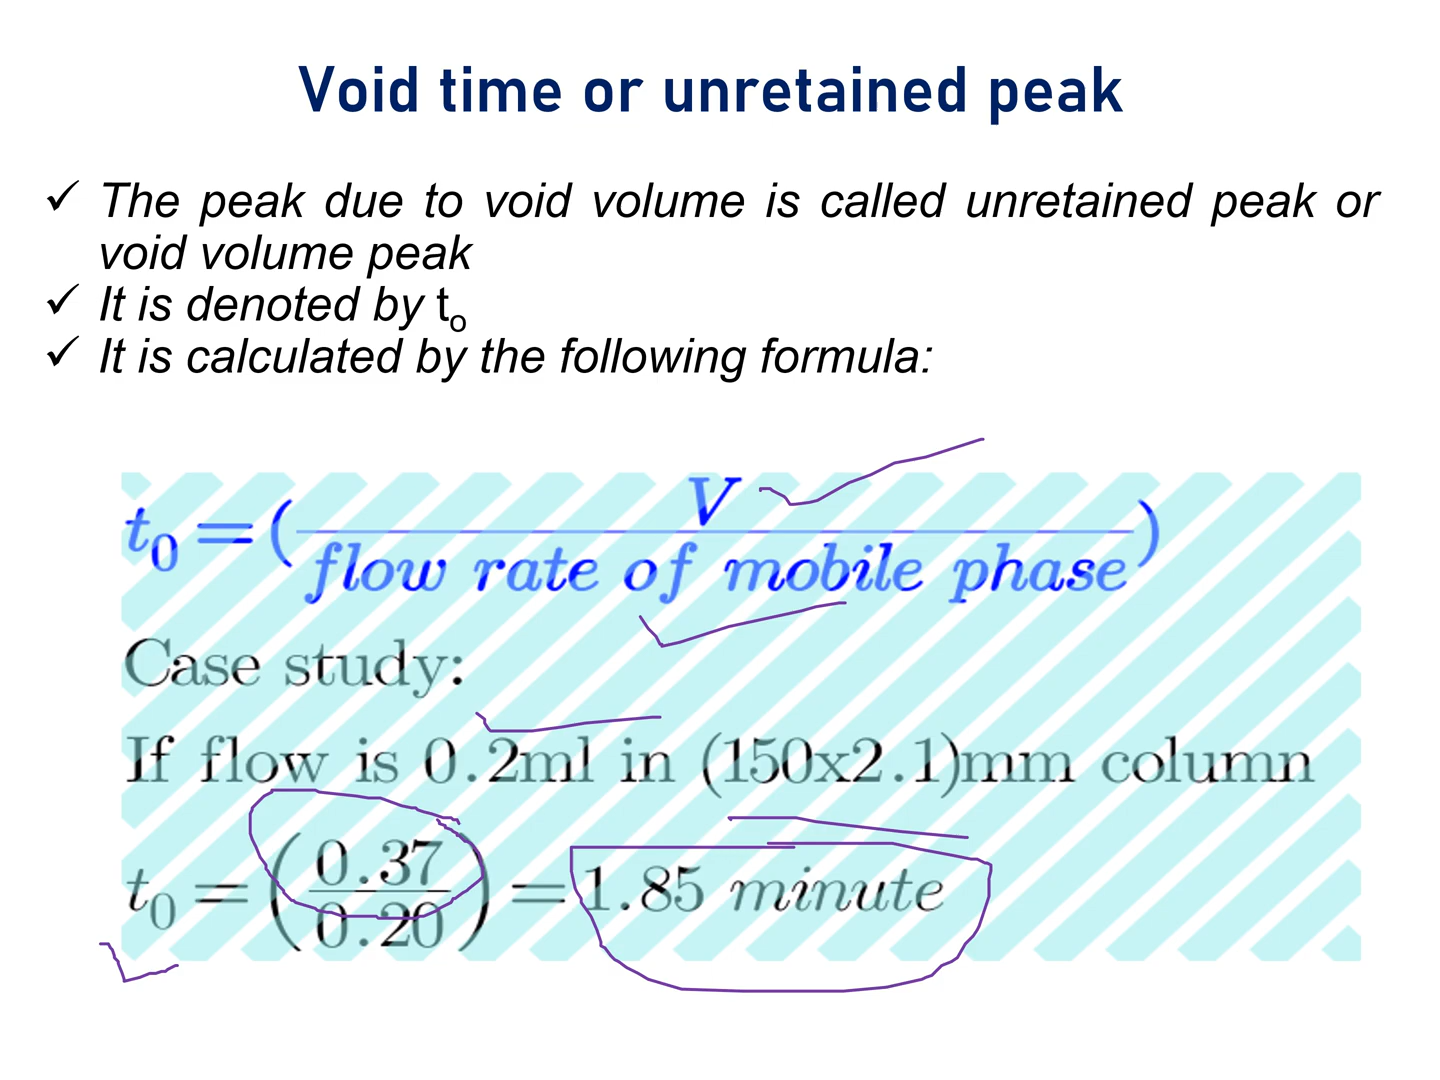 Void time or unretained peak
✓ The peak due to void volume is called unretained peak or
void volume peak
✓ It is denoted by t₀
✓ It is calculated by the following formula:
t₀ = (V / flow rate of mobile phase)
Case study:
If flow is 0.2ml in (150x2.1)mm column
t₀ = (0.37 / 0.20) = 1.85 minute